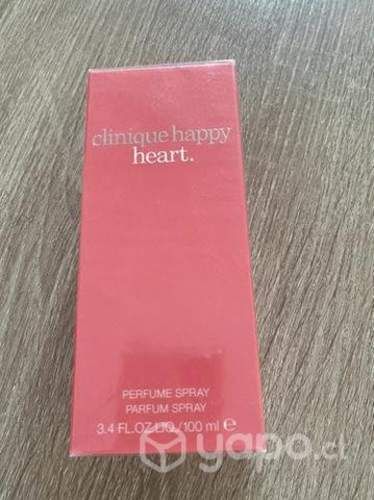 clinique happy
heart.
PERFUME SPRAY
PARFUM SPRAY
3.4 FL.OZ.LIQ./100 ml ℮
yapo.cl